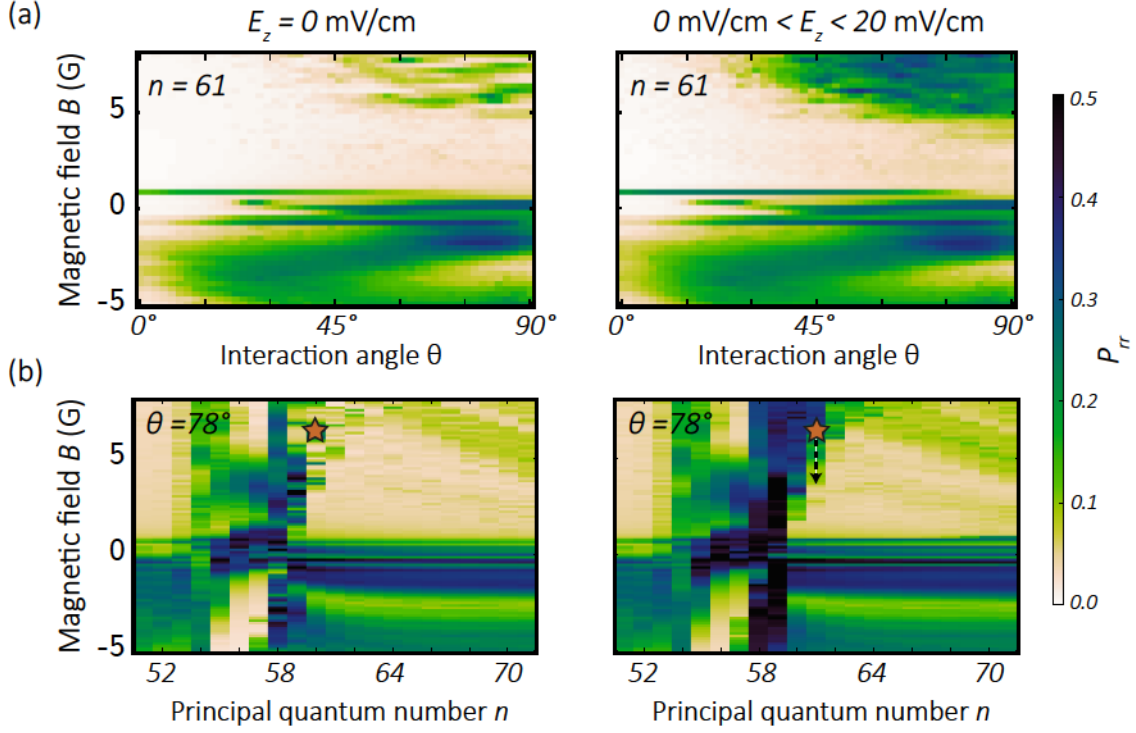 (a)
E_z = 0 mV/cm
0 mV/cm < E_z < 20 mV/cm
Magnetic field B (G)
5
0
-5
n = 61
0° 45° 90°
Interaction angle θ
n = 61
0° 45° 90°
Interaction angle θ
0.5
0.4
0.3
0.2
0.1
0.0
P_rr
(b)
Magnetic field B (G)
5
0
-5
θ = 78°
52 58 64 70
Principal quantum number n
θ = 78°
52 58 64 70
Principal quantum number n